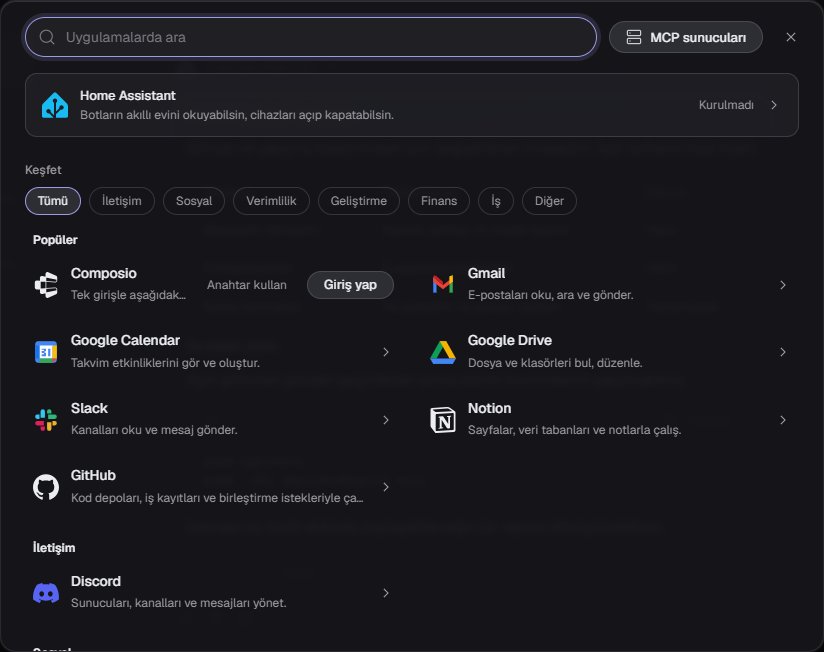 Uygulamalarda ara
MCP sunucuları
Home Assistant
Botların akıllı evini okuyabilsin, cihazları açıp kapatabilsin.
Kurulmadı
Keşfet
Tümü
İletişim
Sosyal
Verimlilik
Geliştirme
Finans
İş
Diğer
Popüler
Composio
Tek girişle aşağıdak...
Anahtar kullan
Giriş yap
Gmail
E-postaları oku, ara ve gönder.
Google Calendar
Takvim etkinliklerini gör ve oluştur.
Google Drive
Dosya ve klasörleri bul, düzenle.
Slack
Kanalları oku ve mesaj gönder.
Notion
Sayfalar, veri tabanları ve notlarla çalış.
GitHub
Kod depoları, iş kayıtları ve birleştirme istekleriyle ça...
İletişim
Discord
Sunucuları, kanalları ve mesajları yönet.